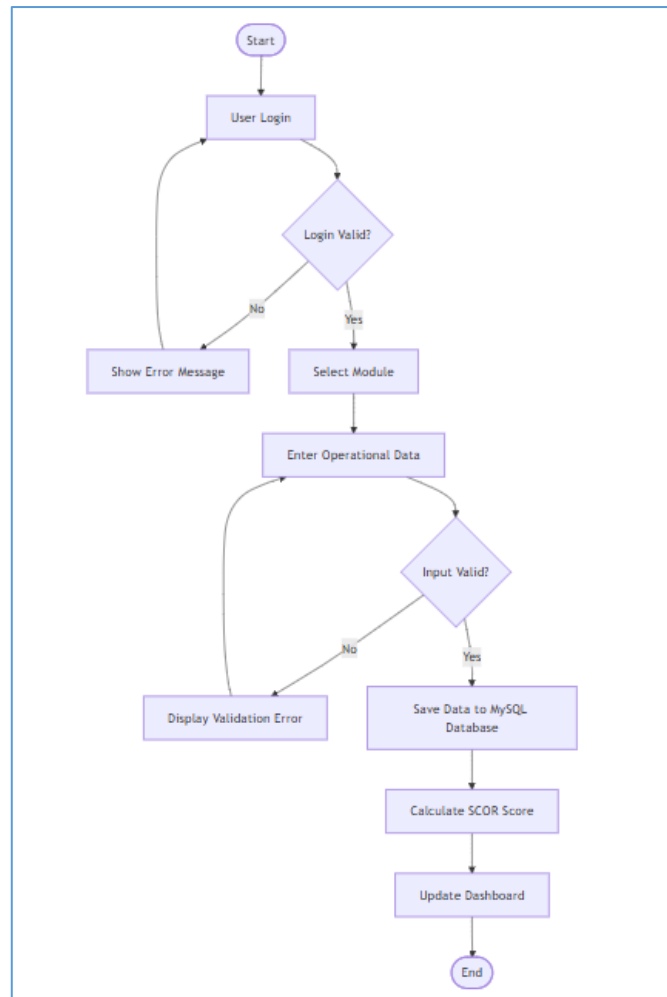 Start
User Login
Login Valid?
No
Yes
Show Error Message
Select Module
Enter Operational Data
Input Valid?
No
Yes
Display Validation Error
Save Data to MySQL
Database
Calculate SCOR Score
Update Dashboard
End